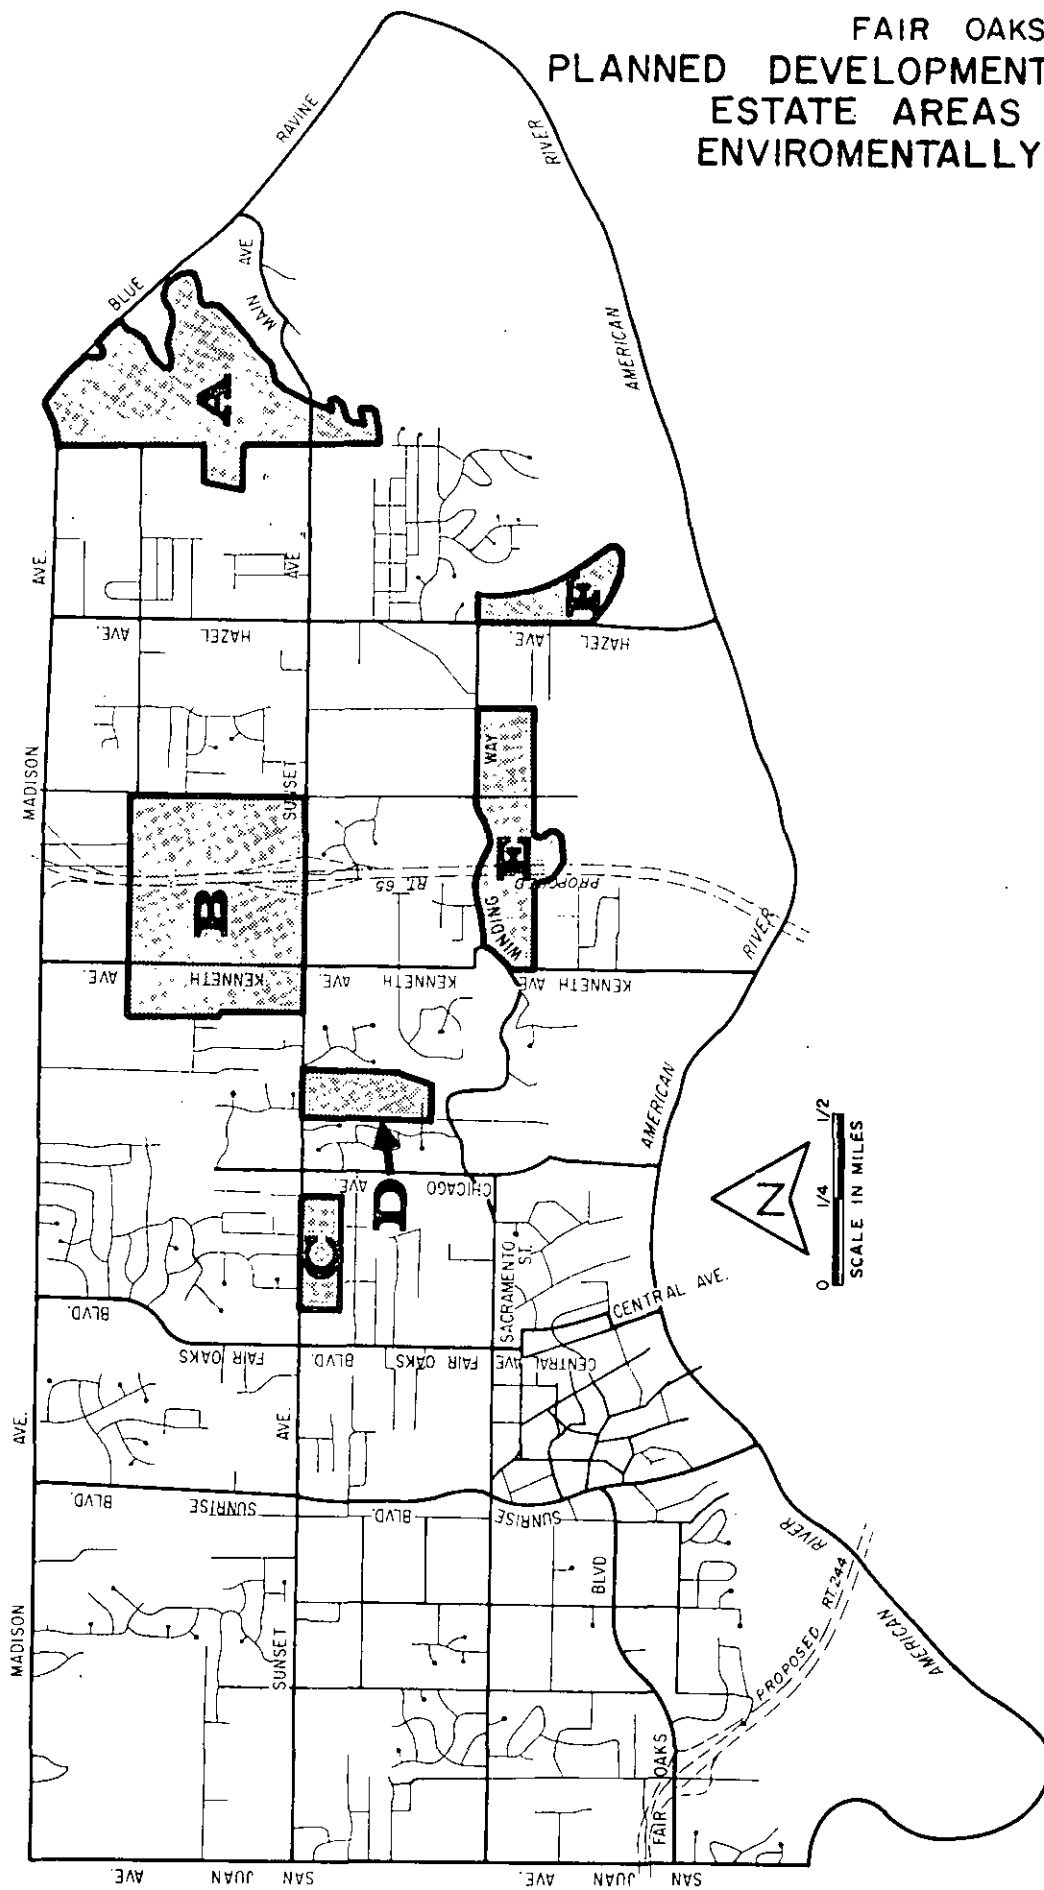 FAIR OAKS
PLANNED DEVELOPMENT
ESTATE AREAS
ENVIROMENTALLY
BLUE RAVINE
MAIN AVE
AMERICAN RIVER
A
MADISON AVE.
HAZEL AVE.
SUNSET AVE.
HAZEL AVE.
F
WINDING WAY
E
B
PROPOSED RT. 65
KENNETH AVE.
KENNETH AVE
KENNETH AVE
AMERICAN RIVER
D
C
CHICAGO AVE.
SACRAMENTO ST.
CENTRAL AVE.
CENTRAL AVE
FAIR OAKS BLVD.
FAIR OAKS BLVD.
FAIR OAKS
MADISON AVE.
SUNSET AVE.
SUNRISE BLVD.
SUNRISE BLVD.
FAIR OAKS BLVD
PROPOSED RT. 244
AMERICAN RIVER
SAN JUAN AVE.
SAN JUAN AVE.
N
0 1/4 1/2
SCALE IN MILES